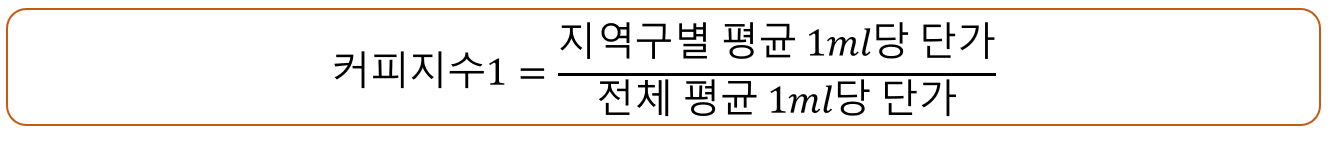 커피지수1 = 지역구별 평균 1ml당 단가
전체 평균 1ml당 단가